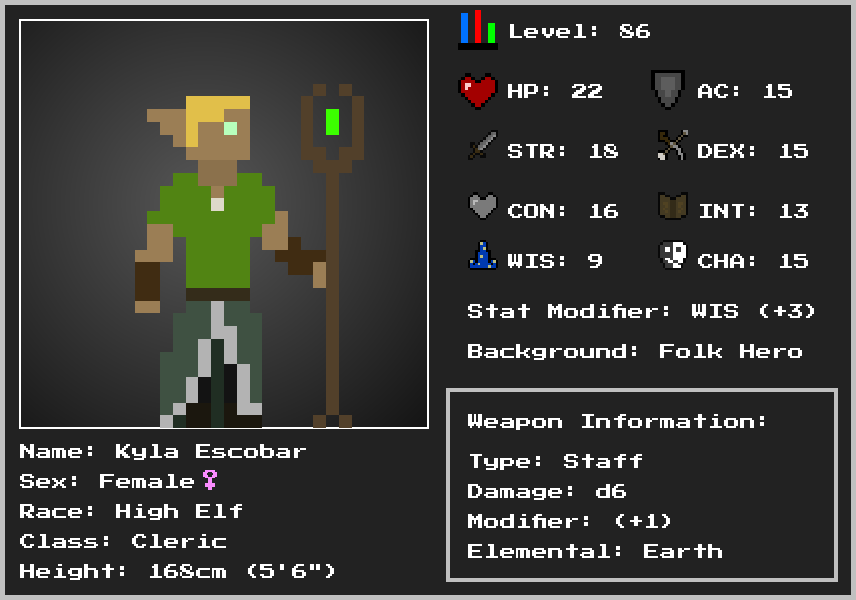 Level: 86
HP: 22
AC: 15
STR: 18
DEX: 15
CON: 16
INT: 13
WIS: 9
CHA: 15
Stat Modifier: WIS (+3)
Background: Folk Hero
Weapon Information:
Type: Staff
Damage: d6
Modifier: (+1)
Elemental: Earth
Name: Kyla Escobar
Sex: Female♀
Race: High Elf
Class: Cleric
Height: 168cm (5'6")